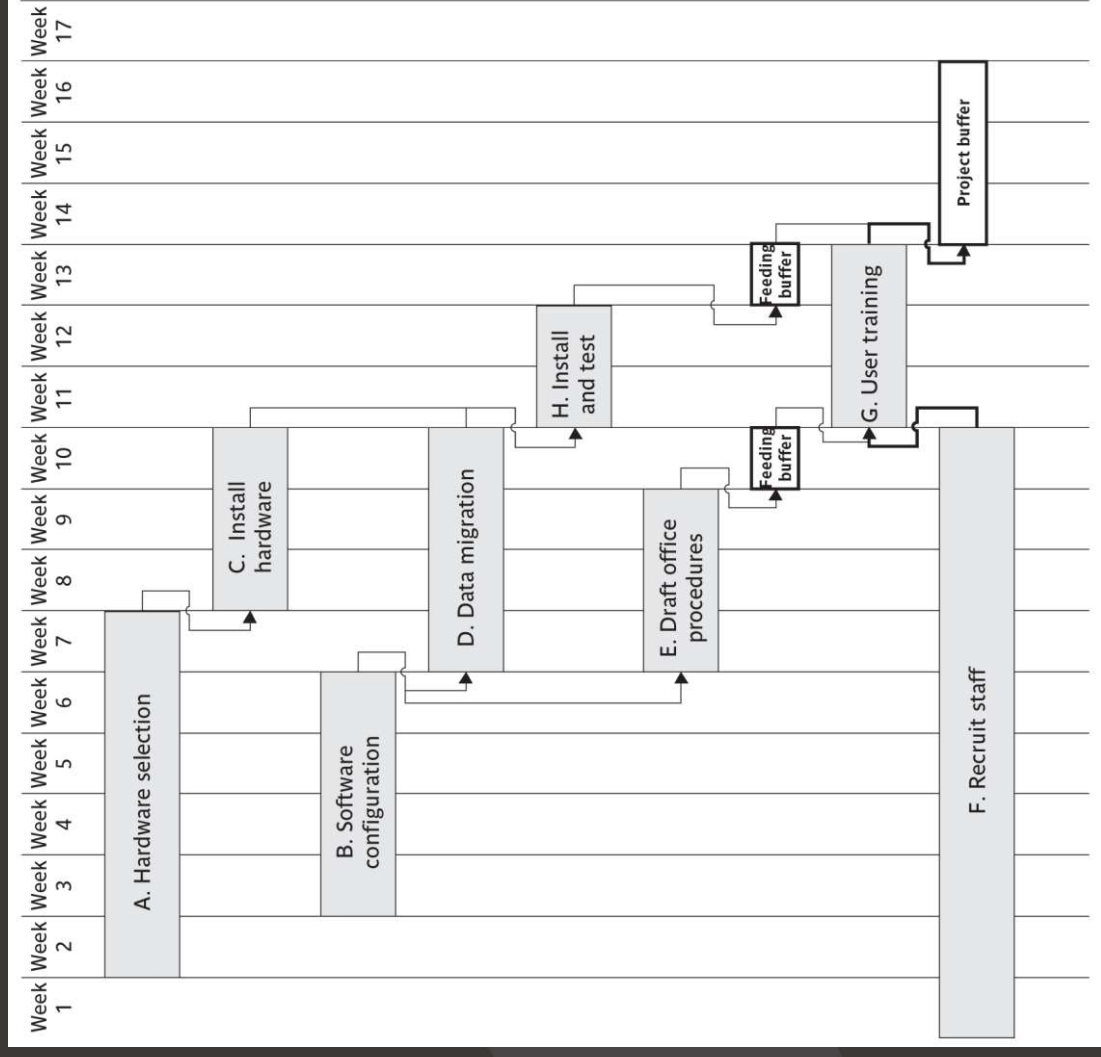 Week
1
Week
2
Week
3
Week
4
Week
5
Week
6
Week
7
Week
8
Week
9
Week
10
Week
11
Week
12
Week
13
Week
14
Week
15
Week
16
Week
17
A. Hardware selection
C. Install
hardware
B. Software
configuration
D. Data migration
H. Install
and test
E. Draft office
procedures
Feeding
buffer
Feeding
buffer
G. User training
F. Recruit staff
Project buffer